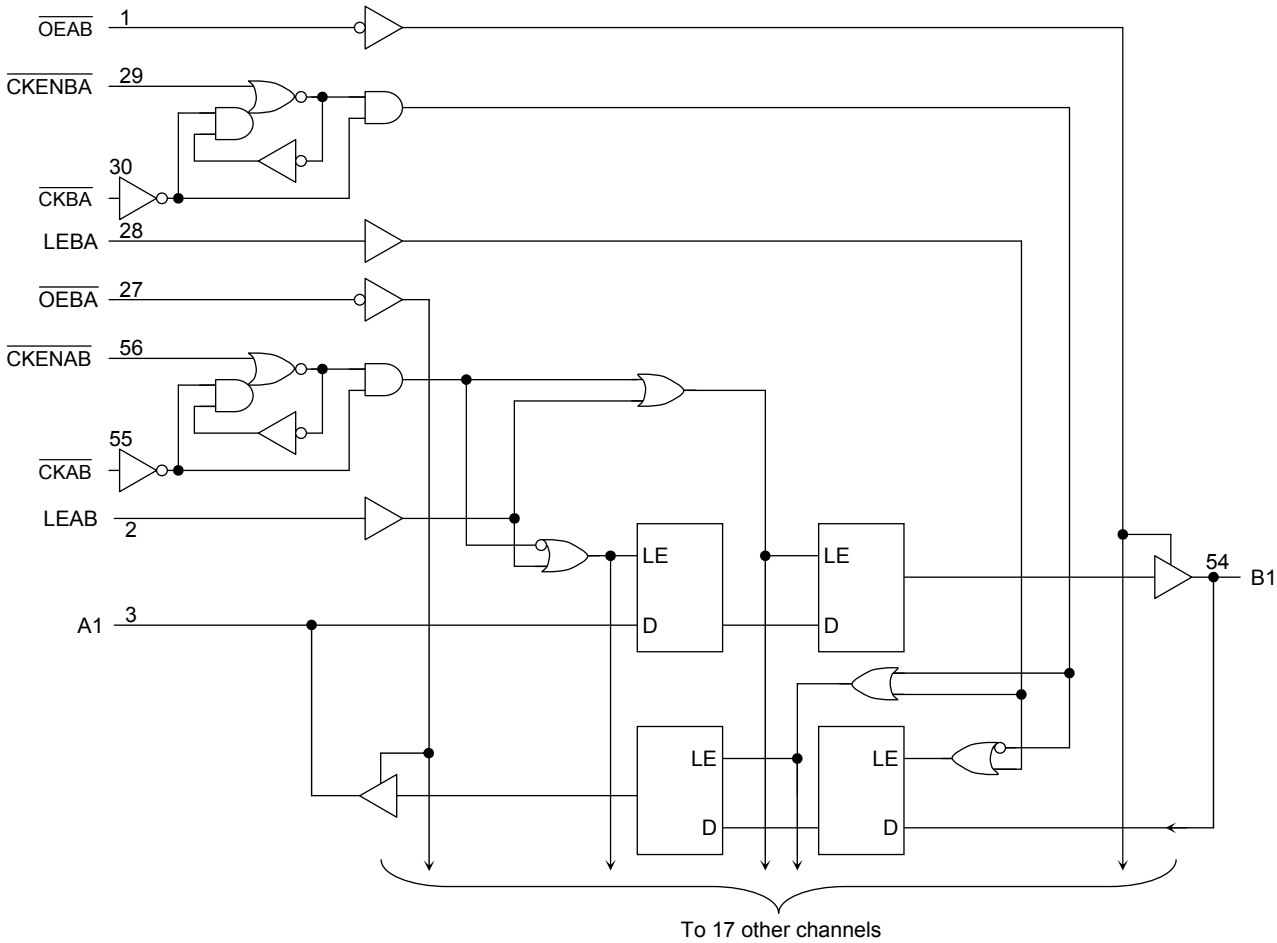 OEAB 1
CKENBA 29
30
CKBA
LEBA 28
OEBA 27
CKENAB 56
55
CKAB
LEAB 2
LE LE
54 B1
A1 3
D D
LE LE
D D
To 17 other channels